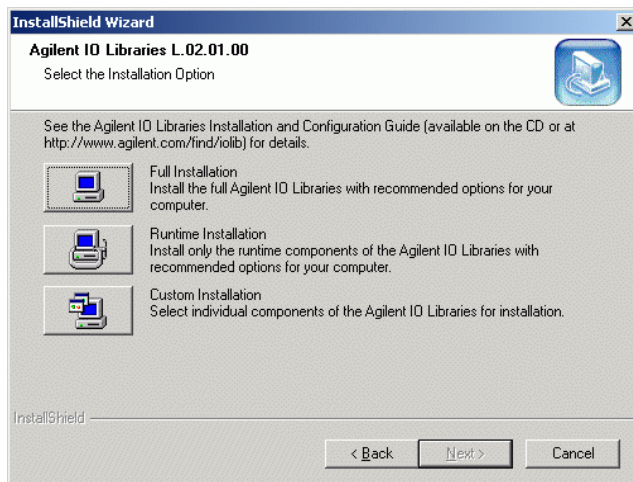 InstallShield Wizard
Agilent IO Libraries L.02.01.00
Select the Installation Option
See the Agilent IO Libraries Installation and Configuration Guide (available on the CD or at
http://www.agilent.com/find/iolib) for details.
Full Installation
Install the full Agilent IO Libraries with recommended options for your
computer.
Runtime Installation
Install only the runtime components of the Agilent IO Libraries with
recommended options for your computer.
Custom Installation
Select individual components of the Agilent IO Libraries for installation.
InstallShield
< Back
Next >
Cancel